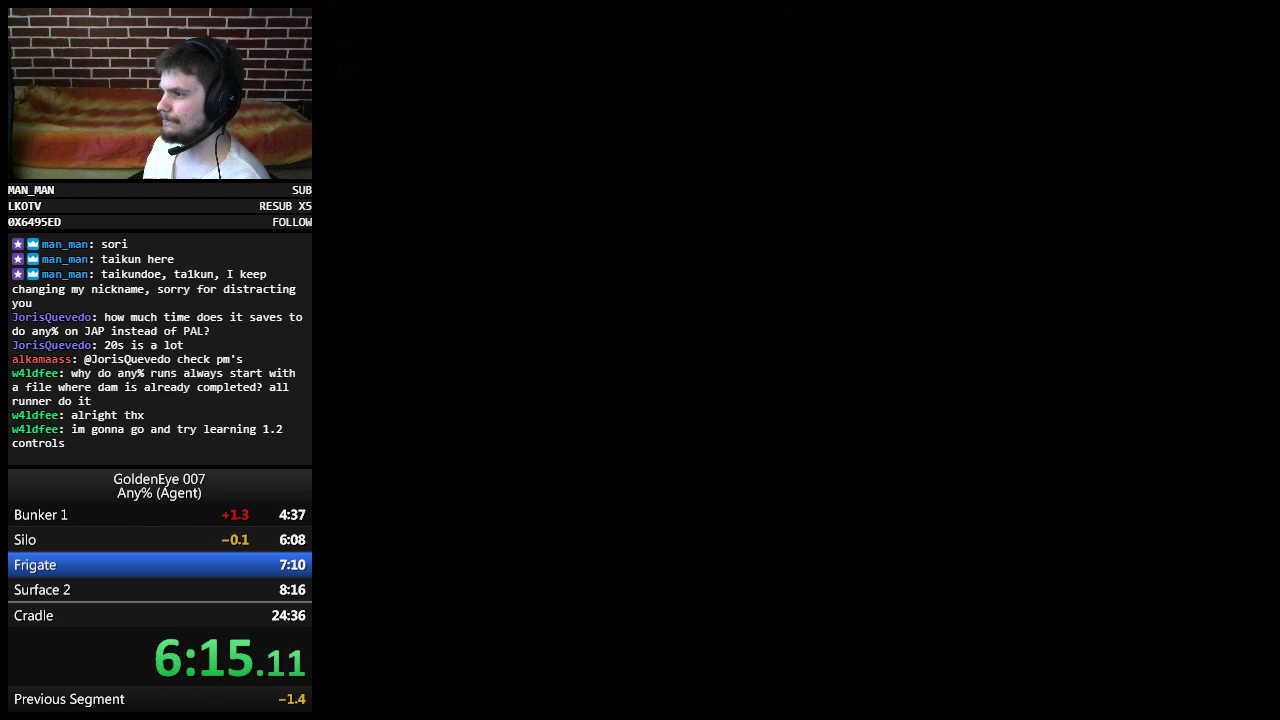 MAN_MAN SUB
LKOTV RESUB X5
0X6495ED FOLLOW
man_man: sori
man_man: taikun here
man_man: taikundoe, ta1kun, I keep
changing my nickname, sorry for distracting
you
JorisQuevedo: how much time does it saves to
do any% on JAP instead of PAL?
JorisQuevedo: 20s is a lot
alkamaass: @JorisQuevedo check pm's
w4ldfee: why do any% runs always start with
a file where dam is already completed? all
runner do it
w4ldfee: alright thx
w4ldfee: im gonna go and try learning 1.2
controls
GoldenEye 007
Any% (Agent)
Bunker 1 +1.3 4:37
Silo −0.1 6:08
Frigate 7:10
Surface 2 8:16
Cradle 24:36
6:15.11
Previous Segment −1.4